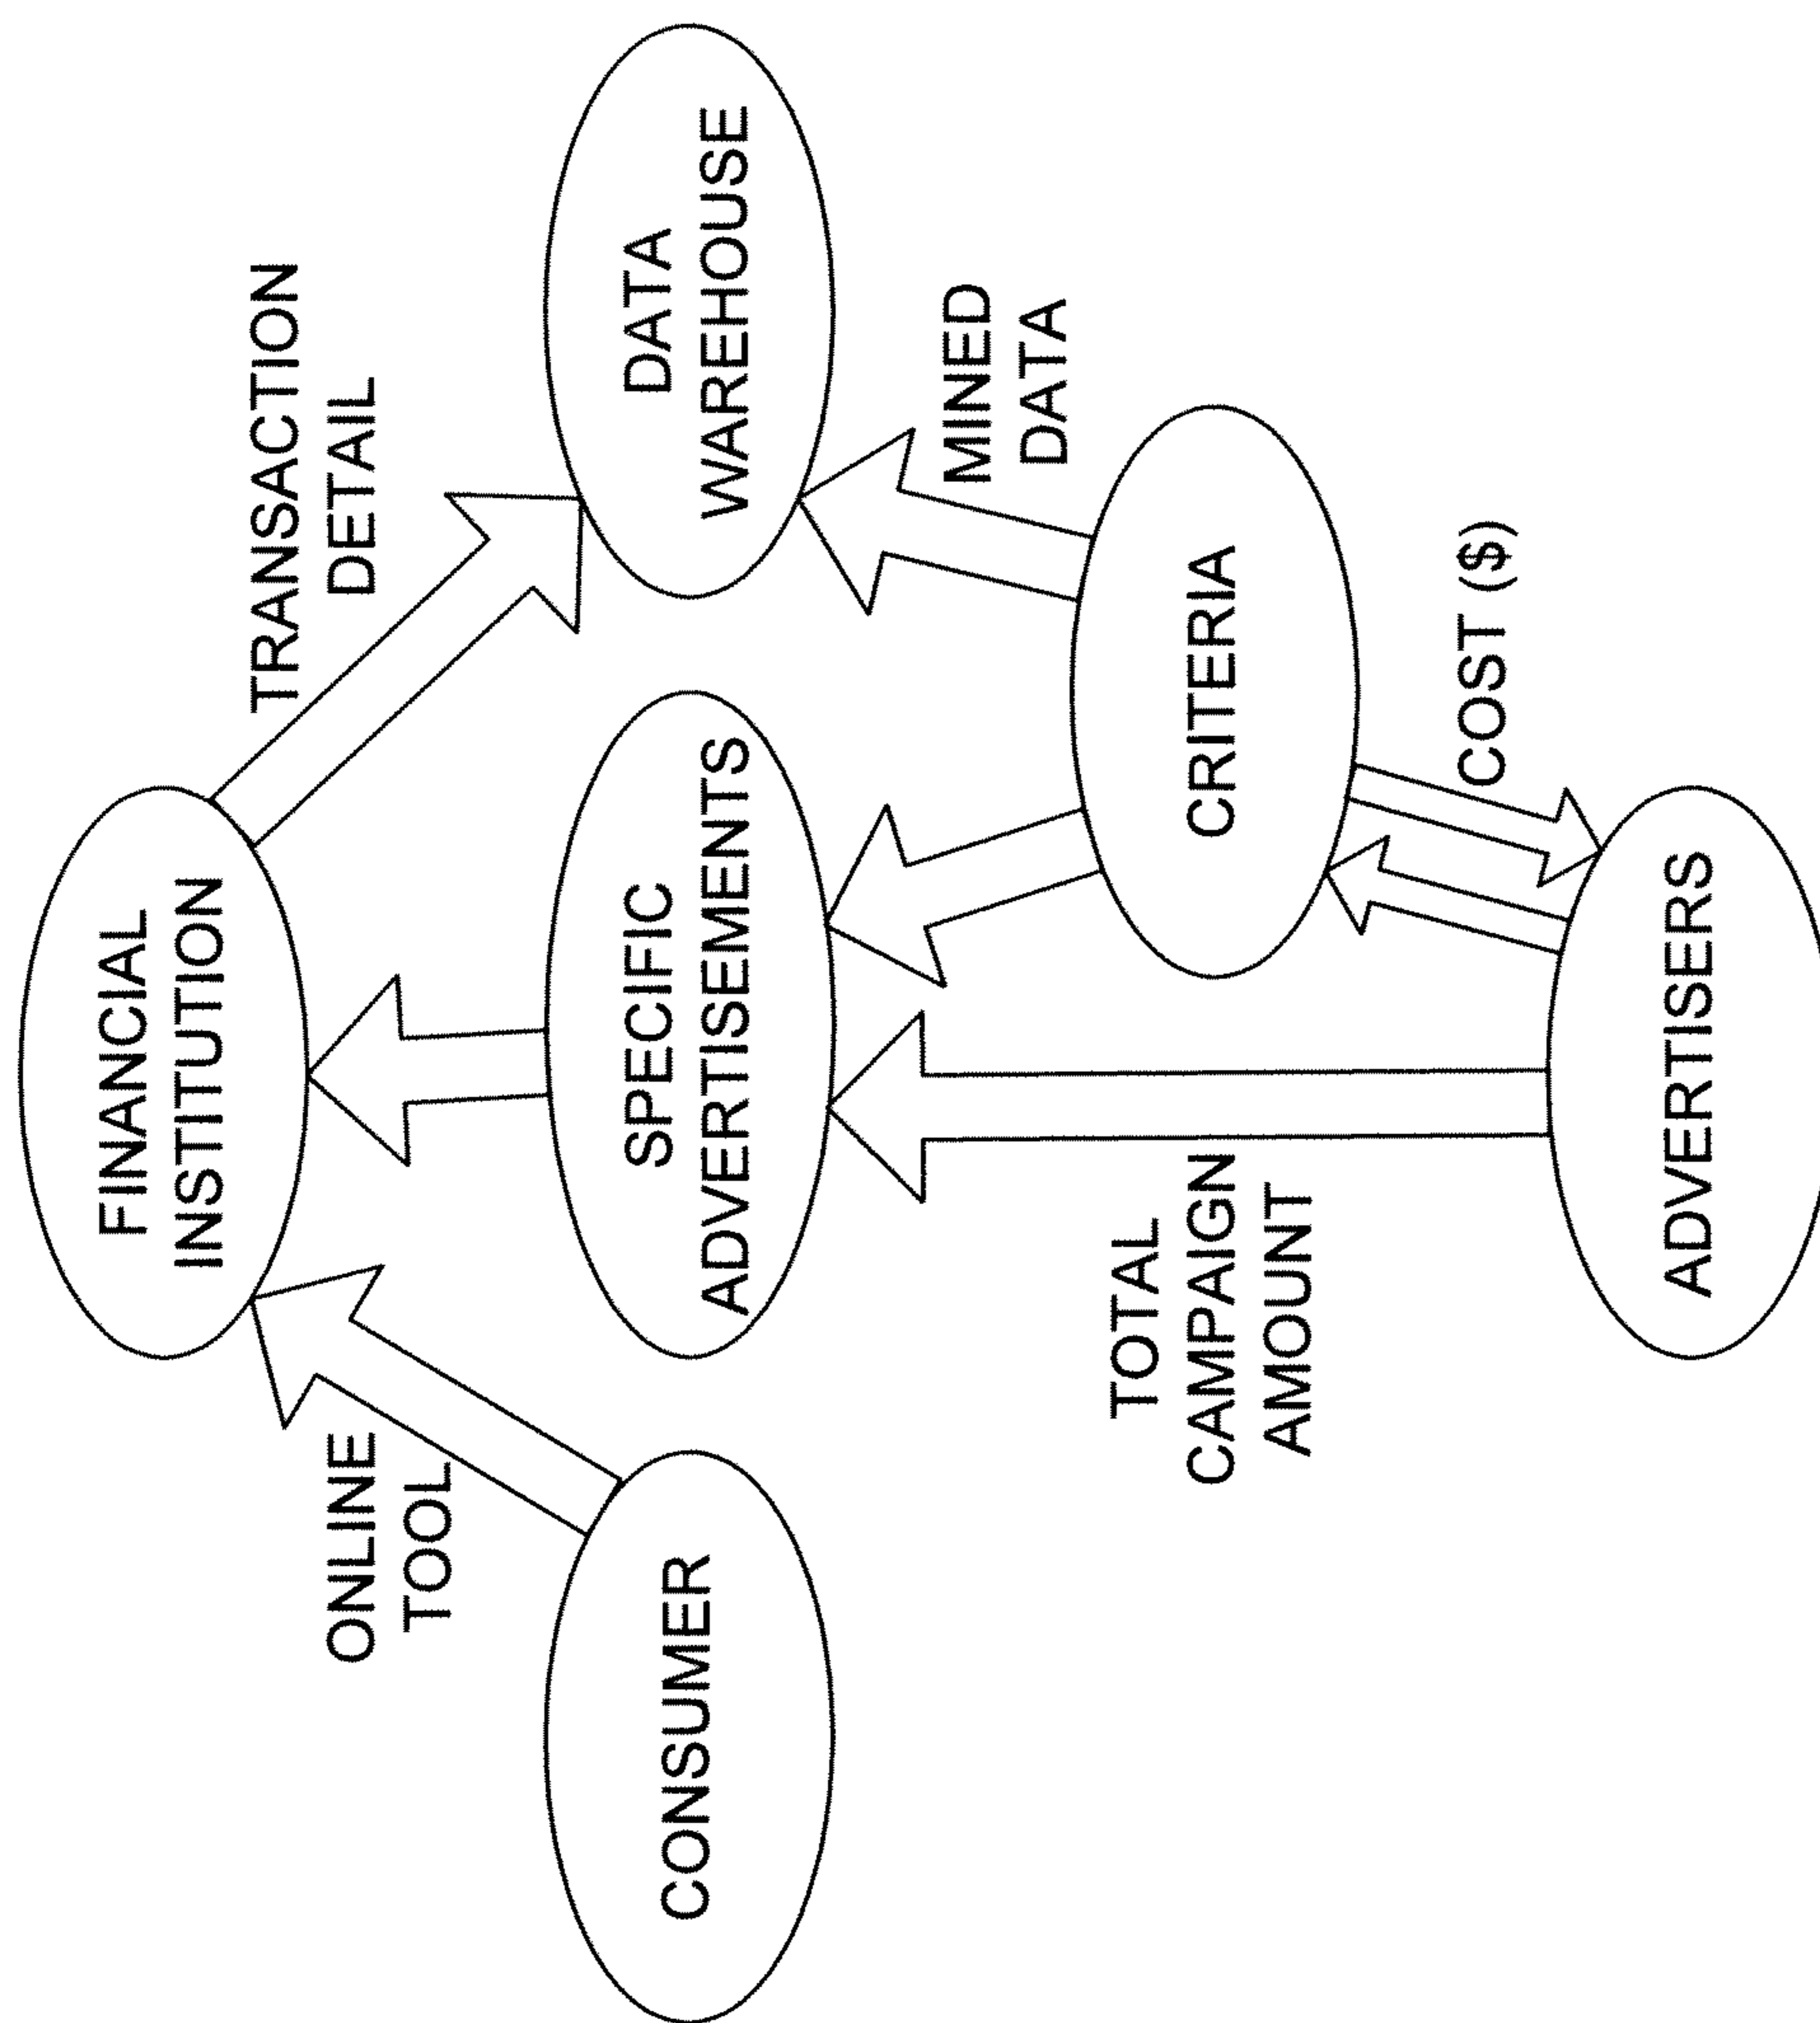 FINANCIAL
INSTITUTION
ONLINE
TOOL
TRANSACTION
DETAIL
CONSUMER
SPECIFIC
ADVERTISEMENTS
DATA
WAREHOUSE
MINED
DATA
TOTAL
CAMPAIGN
AMOUNT
CRITERIA
COST ($)
ADVERTISERS